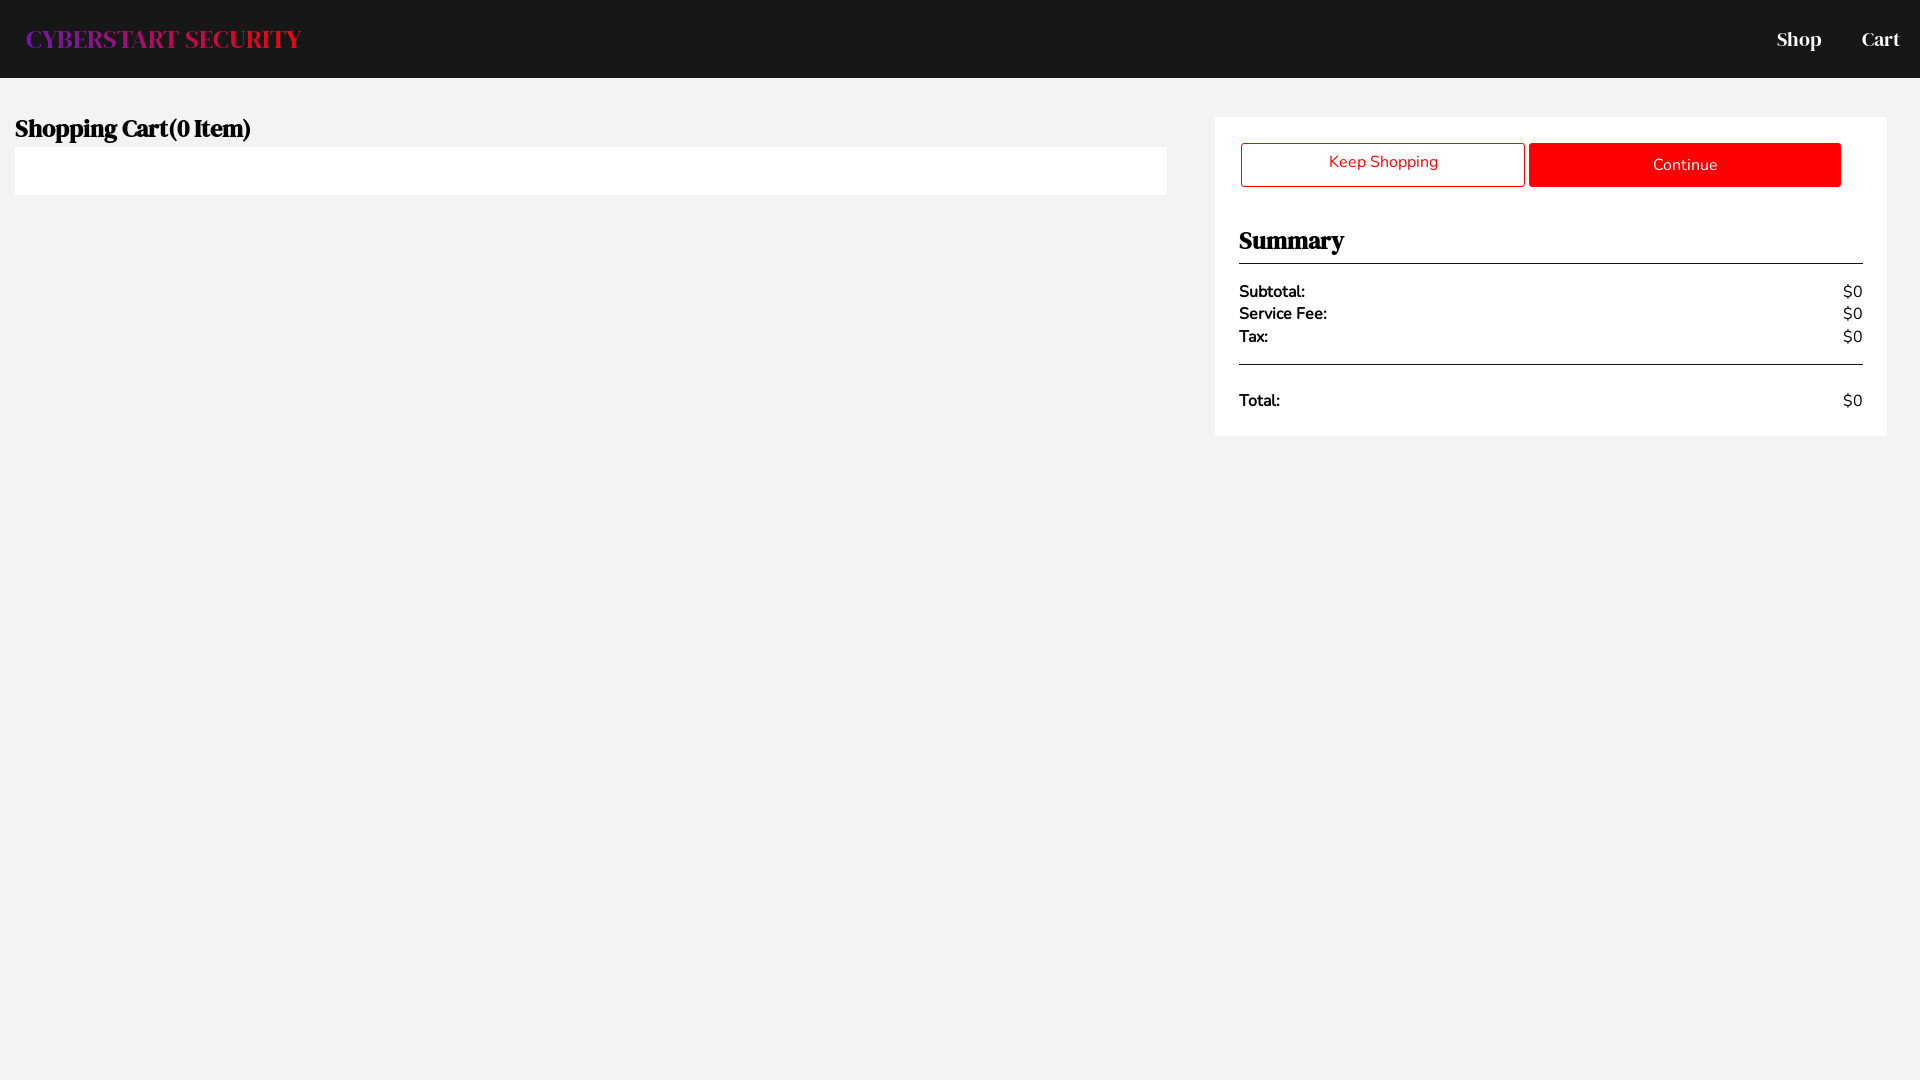 CYBERSTART SECURITY
Shop
Cart
Shopping Cart(0 Item)
Keep Shopping
Continue
Summary
Subtotal: $0
Service Fee: $0
Tax: $0
Total: $0